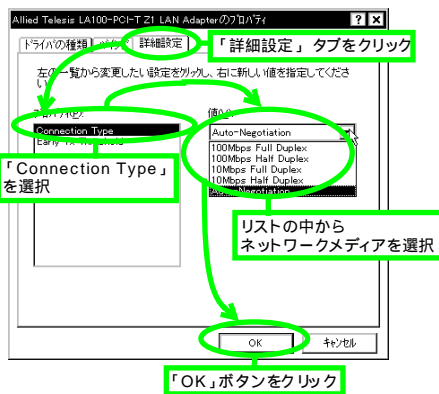 Allied Telesis LA100-PCI-T Z1 LAN Adapterのプロパティ
ドライバの種類
詳細設定
「詳細設定」タブをクリック
左の一覧から変更したい設定をクリックし、右に新しい値を指定してくださ
い
Connection Type
「Connection Type」
を選択
Auto-Negotiation
100Mbps Full Duplex
100Mbps Half Duplex
10Mbps Full Duplex
10Mbps Half Duplex
Auto-Negotiation
リストの中から
ネットワークメディアを選択
OK
キャンセル
「OK」ボタンをクリック